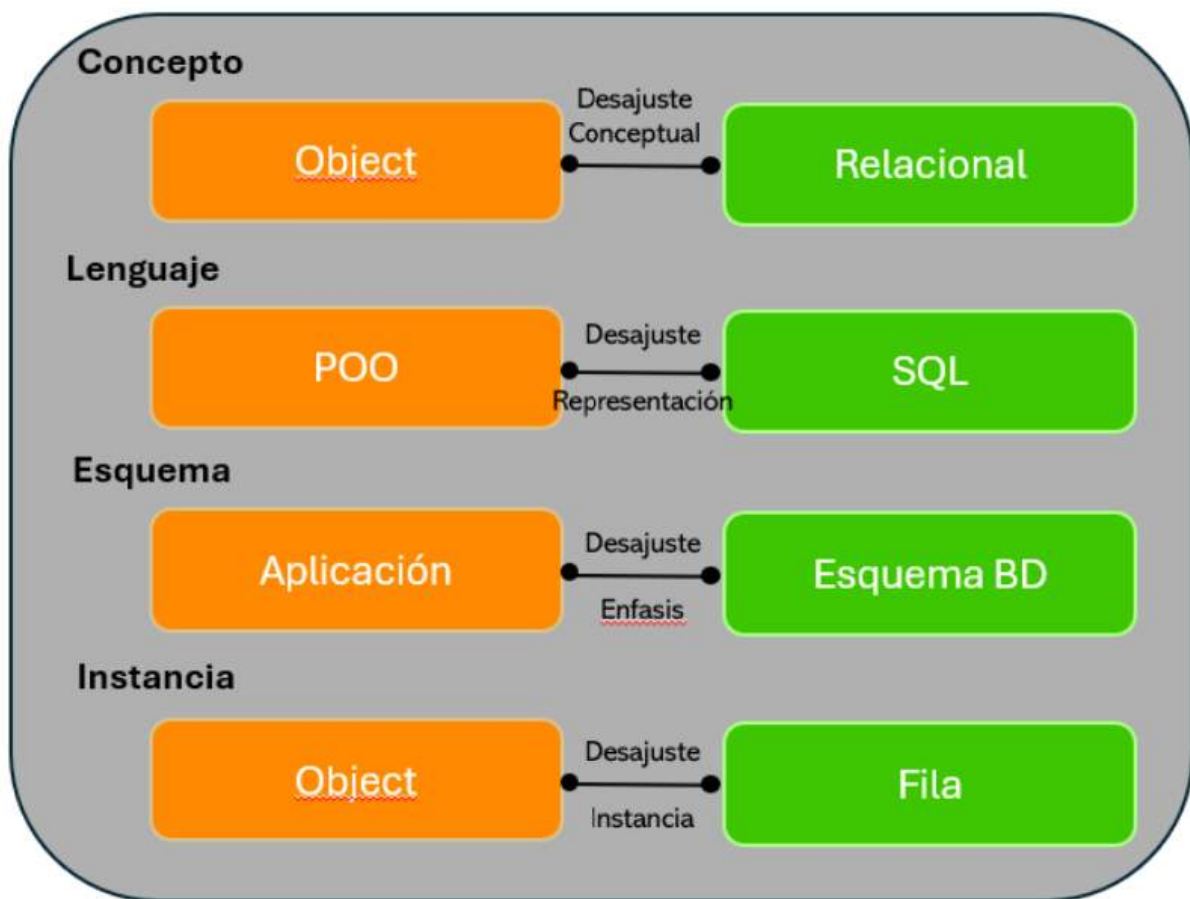 Concepto
Object
Desajuste
Conceptual
Relacional
Lenguaje
POO
Desajuste
Representación
SQL
Esquema
Aplicación
Desajuste
Enfasis
Esquema BD
Instancia
Object
Desajuste
Instancia
Fila